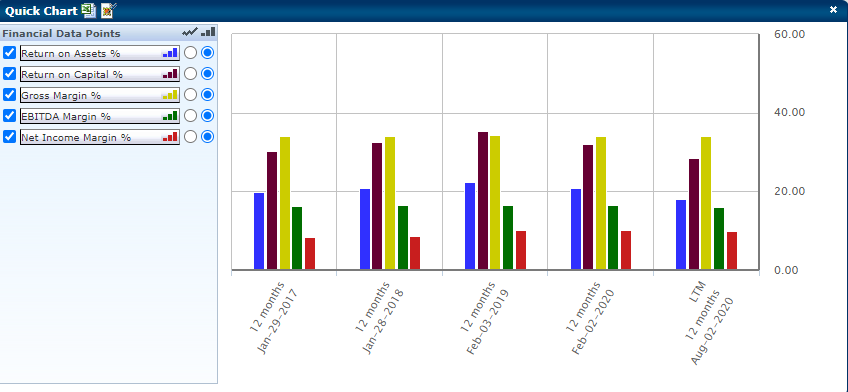 Quick Chart
Financial Data Points
Return on Assets %
Return on Capital %
Gross Margin %
EBITDA Margin %
Net Income Margin %
60.00
40.00
20.00
0.00
12 months
Jan-29-2017
12 months
Jan-28-2018
12 months
Feb-03-2019
12 months
Feb-02-2020
LTM
12 months
Aug-02-2020